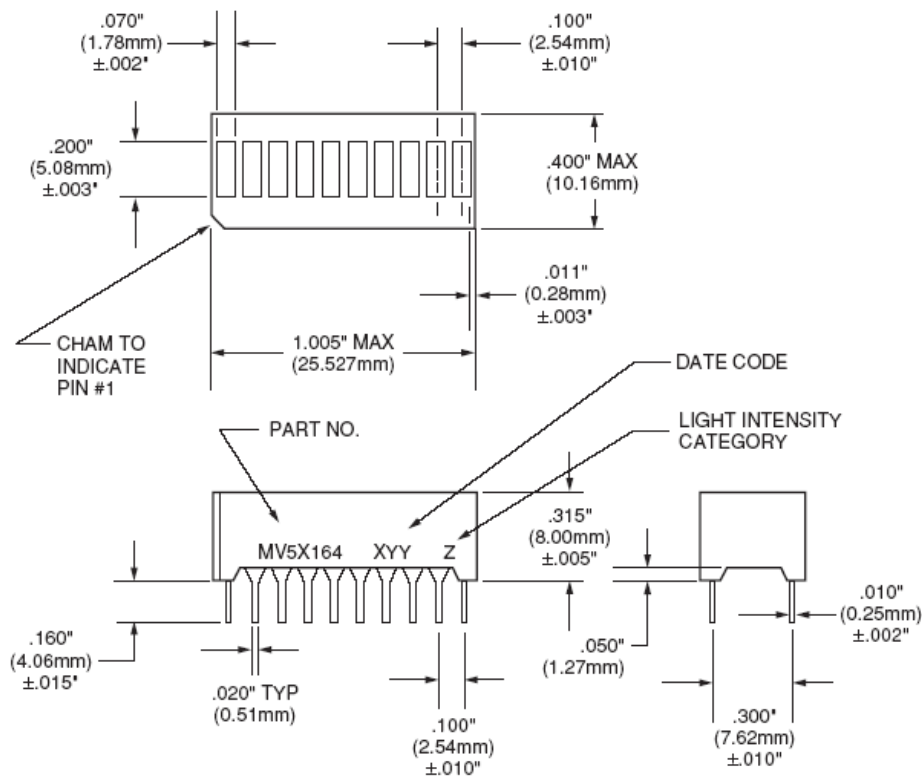 .070"
(1.78mm)
±.002"
.100"
(2.54mm)
±.010"
.200"
(5.08mm)
±.003"
.400" MAX
(10.16mm)
.011"
(0.28mm)
±.003"
CHAM TO
INDICATE
PIN #1
1.005" MAX
(25.527mm)
DATE CODE
PART NO.
LIGHT INTENSITY
CATEGORY
MV5X164 XYY Z
.315"
(8.00mm)
±.005"
.160"
(4.06mm)
±.015"
.020" TYP
(0.51mm)
.100"
(2.54mm)
±.010"
.050"
(1.27mm)
.010"
(0.25mm)
±.002"
.300"
(7.62mm)
±.010"